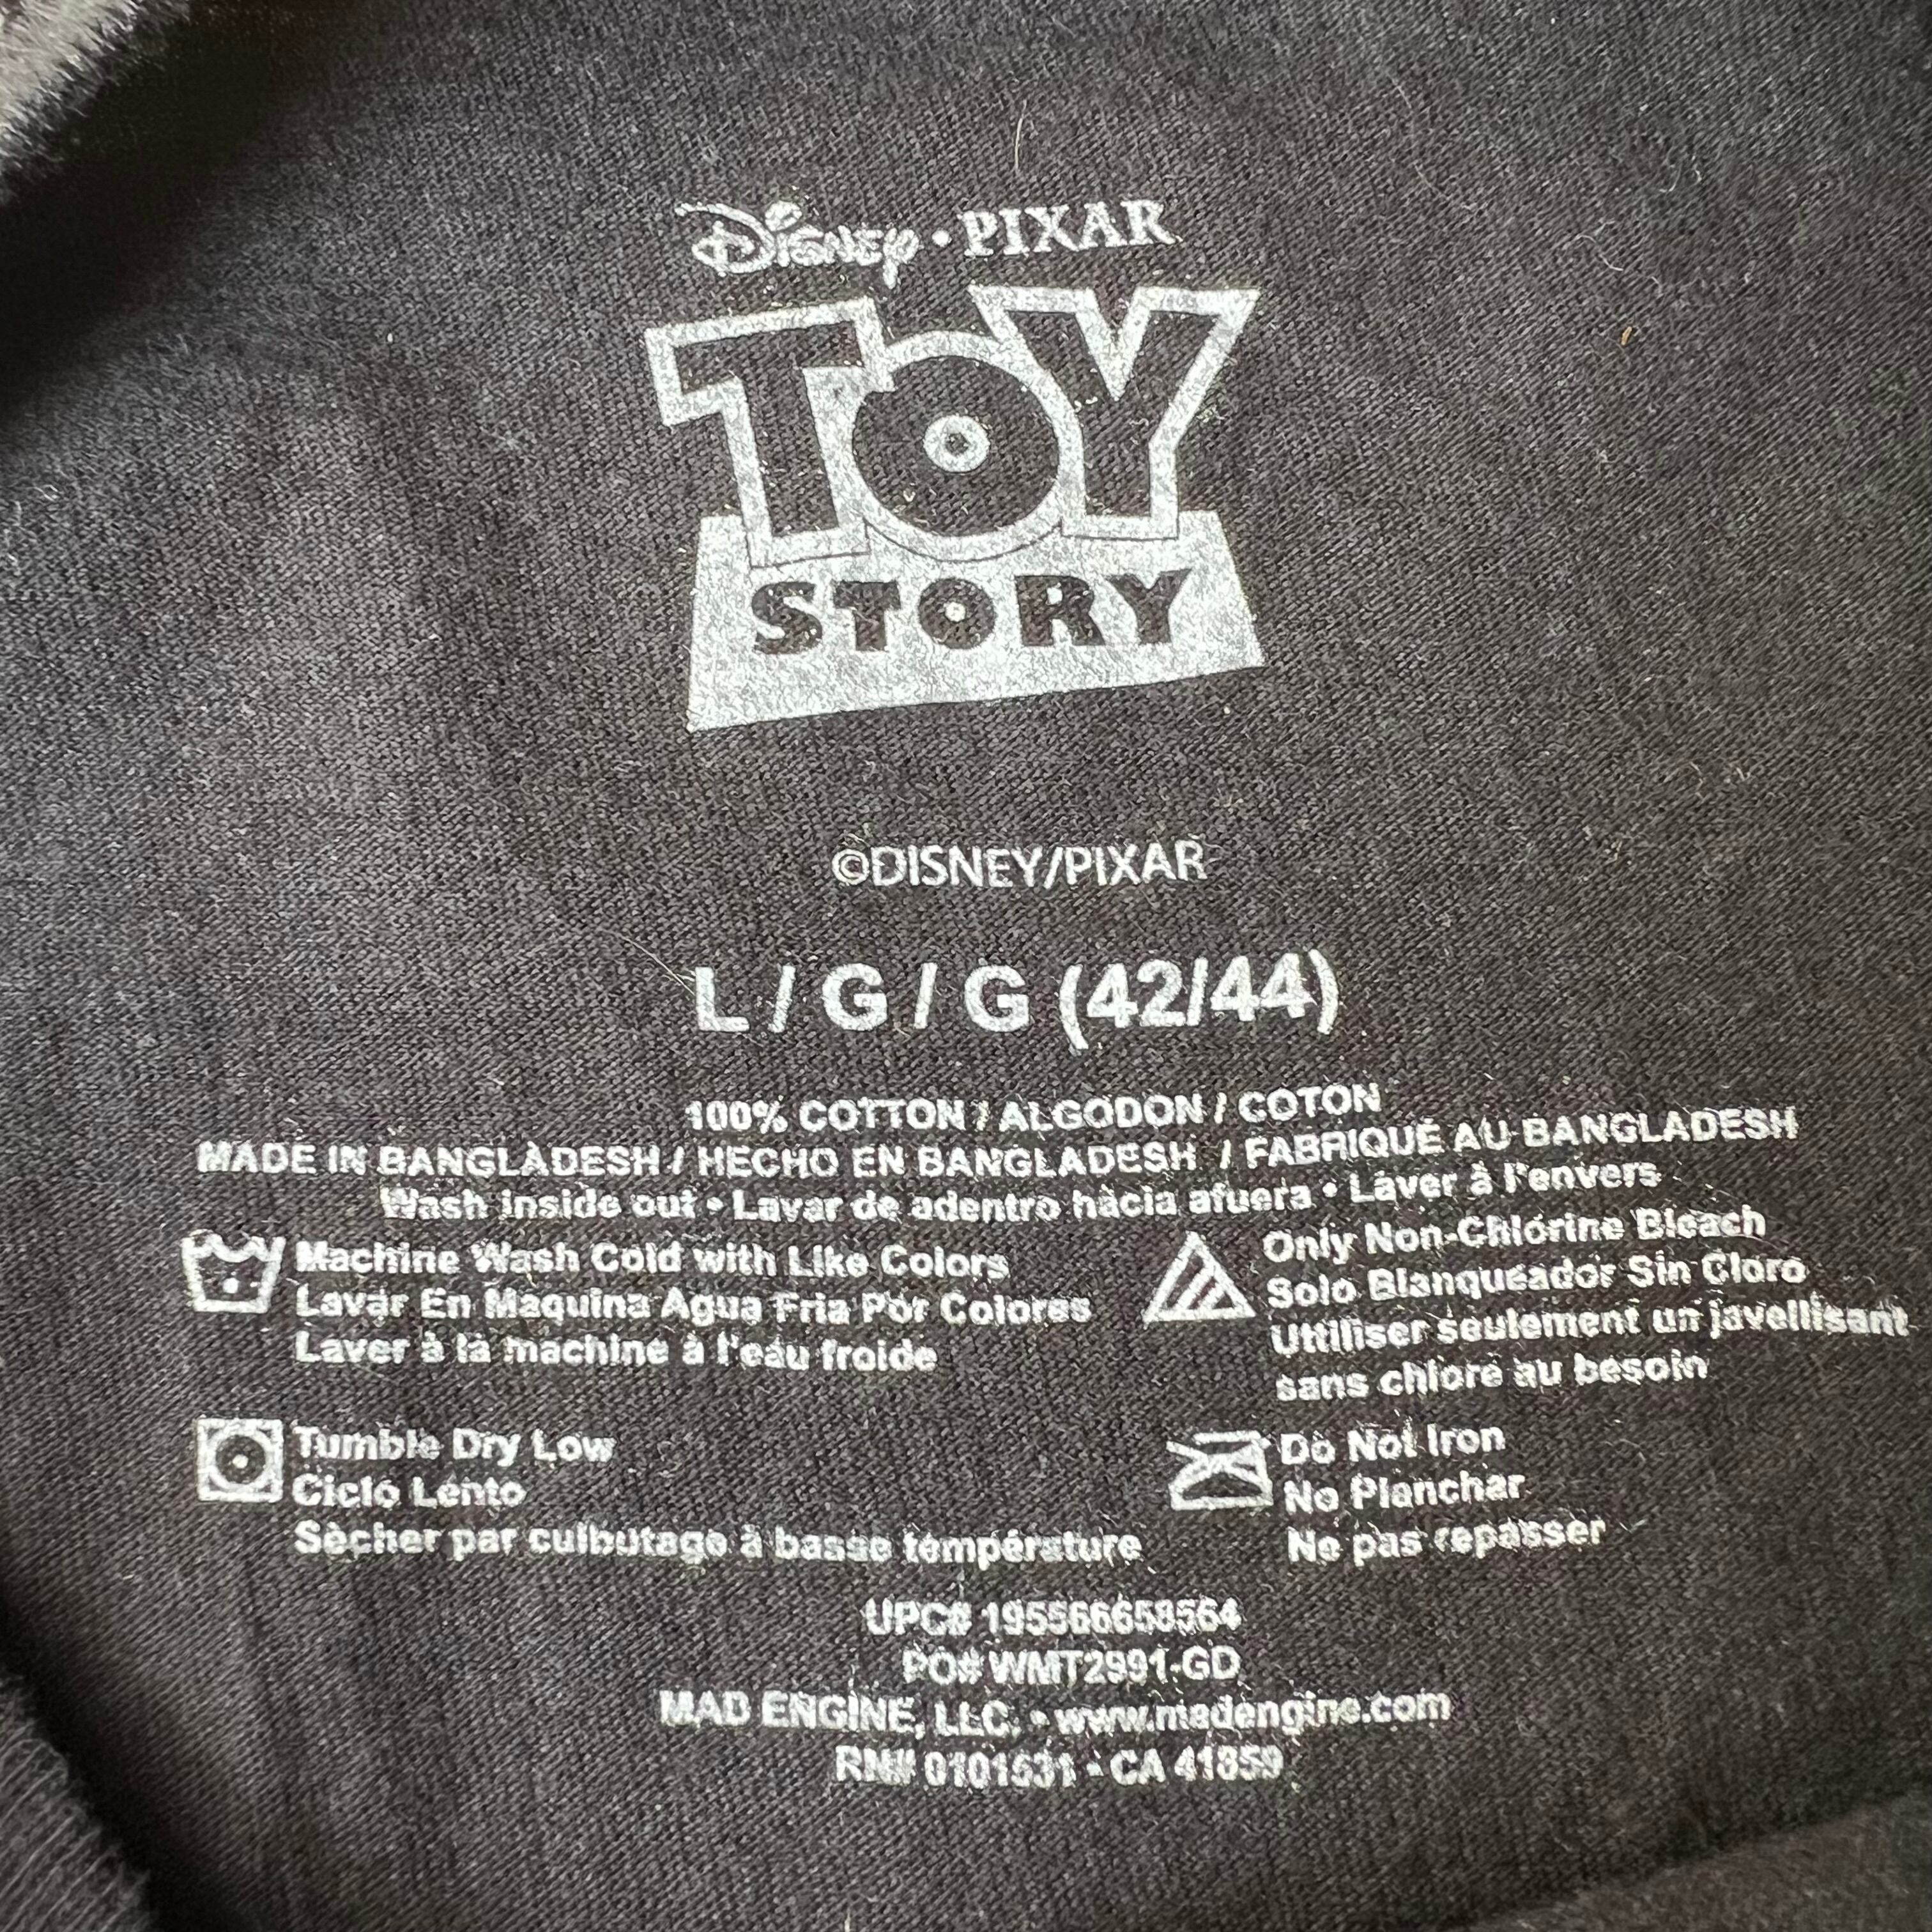 Disney • PIXAR
TOY
STORY
©DISNEY/PIXAR
L / G / G (42/44)
100% COTTON / ALGODON / COTON
MADE IN BANGLADESH / HECHO EN BANGLADESH / FABRIQUÉ AU BANGLADESH
Wash inside out • Lavar de adentro hacia afuera • Laver à l'envers
Machine Wash Cold with Like Colors
Lavar En Maquina Agua Fria Por Colores
Laver à la machine à l'eau froide
Only Non-Chlorine Bleach
Solo Blanqueador Sin Cloro
Uttiliser seulement un javellisant
sans chlore au besoin
Tumble Dry Low
Ciclo Lento
Sècher par culbutage à basse température
Do Not Iron
No Planchar
Ne pas repasser
UPC# 195566658564
PO# WMT2991-GD
MAD ENGINE, LLC. • www.madengine.com
RN# 0101531 - CA 41859